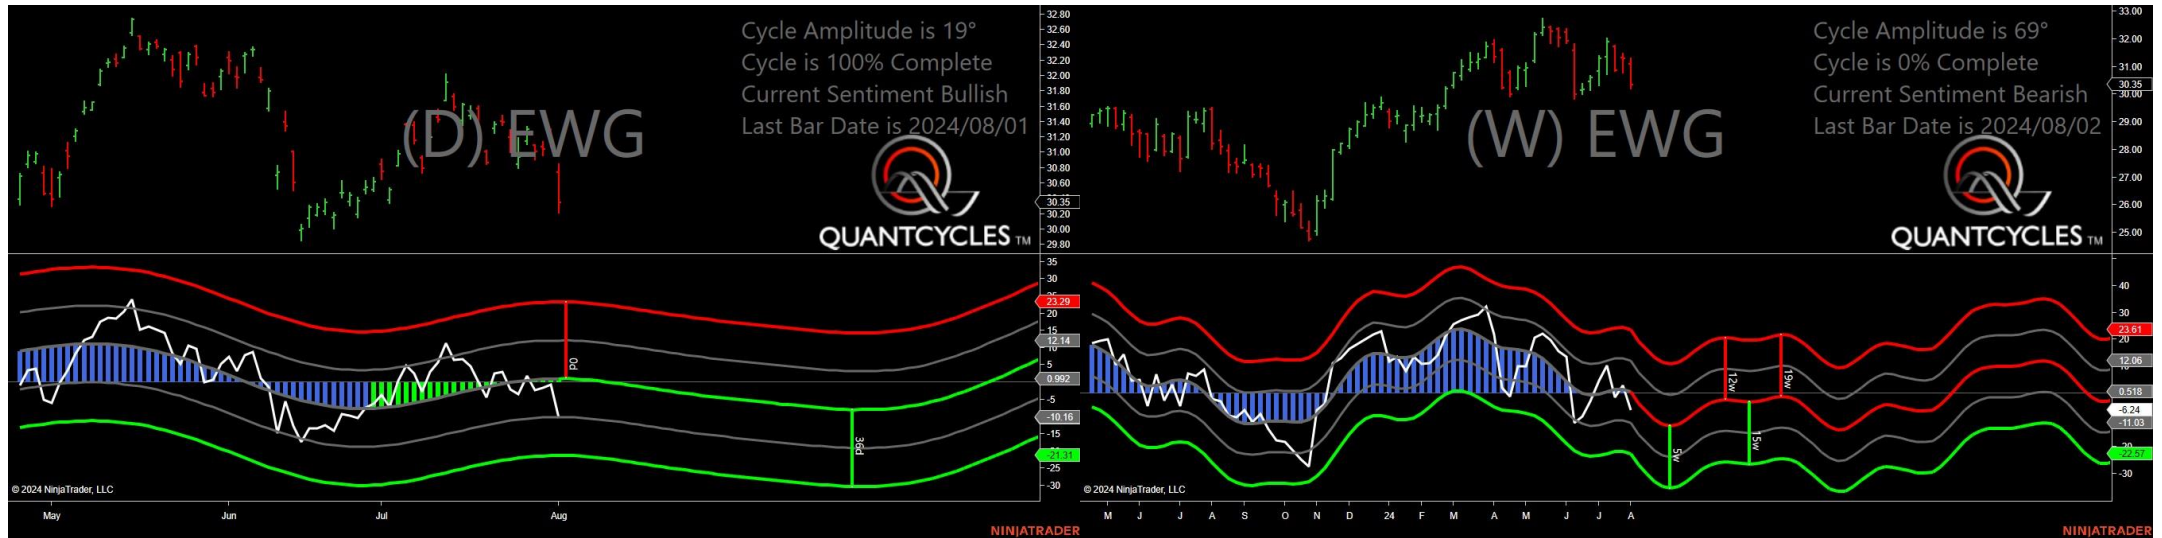 Cycle Amplitude is 19°
Cycle is 100% Complete
Current Sentiment Bullish
Last Bar Date is 2024/08/01
(D) EWG
QUANTCYCLES TM
32.80
32.60
32.40
32.20
32.00
31.80
31.60
31.40
31.20
31.00
30.80
30.60
30.35
30.20
30.00
29.80
35
30
23.29
20
15
12.14
5
0.992
-5
-10.16
-15
-21.31
-25
-30
0d
36d
© 2024 NinjaTrader, LLC
May Jun Jul Aug
NINJATRADER
Cycle Amplitude is 69°
Cycle is 0% Complete
Current Sentiment Bearish
Last Bar Date is 2024/08/02
(W) EWG
QUANTCYCLES TM
33.00
32.00
31.00
30.35
30.00
29.00
28.00
27.00
26.00
25.00
40
30
23.61
20
12.06
0.518
-6.24
-11.03
-22.57
-30
5w
12w
15w
19w
© 2024 NinjaTrader, LLC
M J J A S O N D 24 F M A M J J A
NINJATRADER